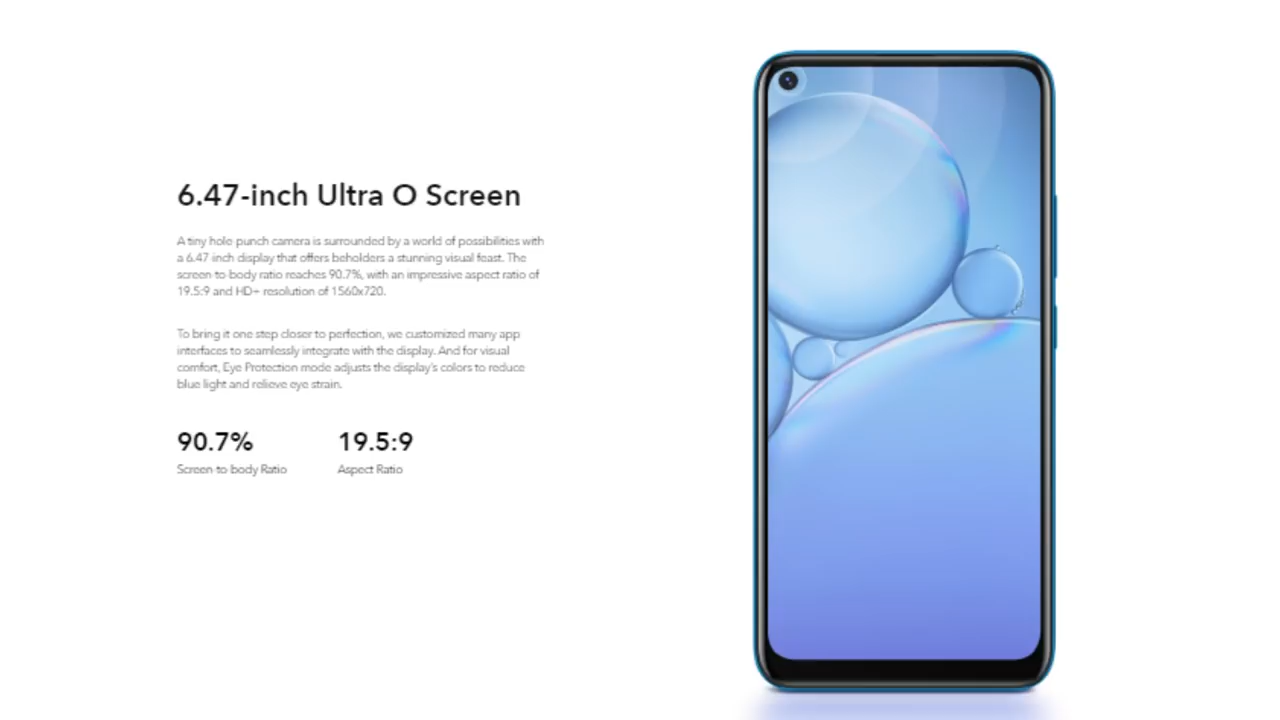 6.47-inch Ultra O Screen
A tiny hole-punch camera is surrounded by a world of possibilities with
a 6.47-inch display that offers beholders a stunning visual feast. The
screen-to-body ratio reaches 90.7%, with an impressive aspect ratio of
19.5:9 and HD+ resolution of 1560x720.
To bring it one step closer to perfection, we customized many app
interfaces to seamlessly integrate with the display. And for visual
comfort, Eye Protection mode adjusts the display's colors to reduce
blue light and relieve eye strain.
90.7% 19.5:9
Screen-to-body Ratio Aspect Ratio